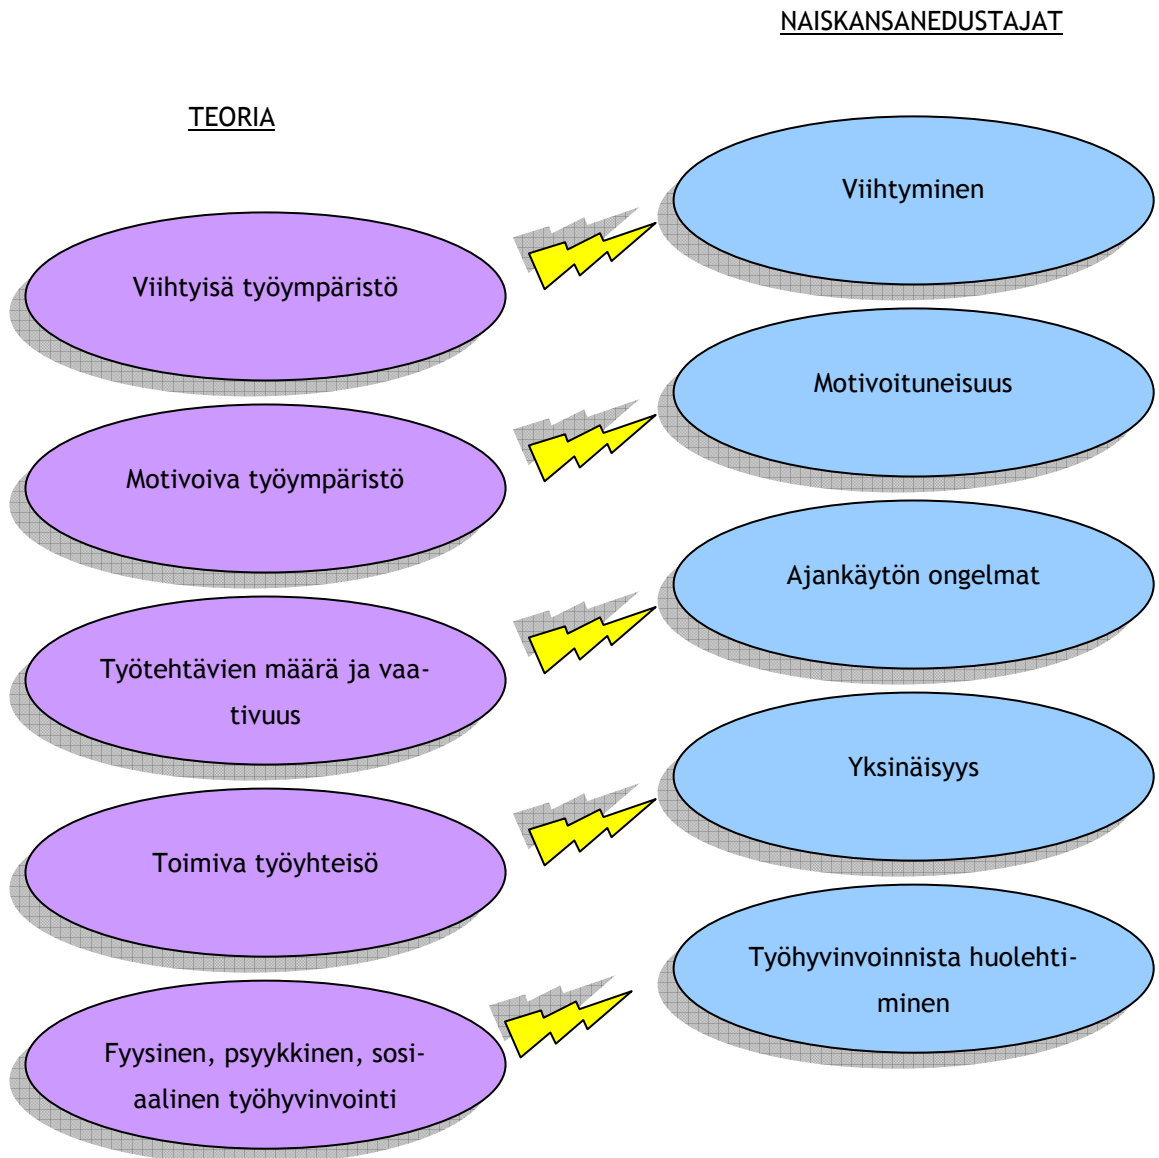 NAISKANSANEDUSTAJAT
TEORIA
Viihtyminen
Viihtyisä työympäristö
Motivoituneisuus
Motivoiva työympäristö
Ajankäytön ongelmat
Työtehtävien määrä ja vaa-
tivuus
Yksinäisyys
Toimiva työyhteisö
Työhyvinvoinnista huolehti-
minen
Fyysinen, psyykkinen, sosi-
aalinen työhyvinvointi